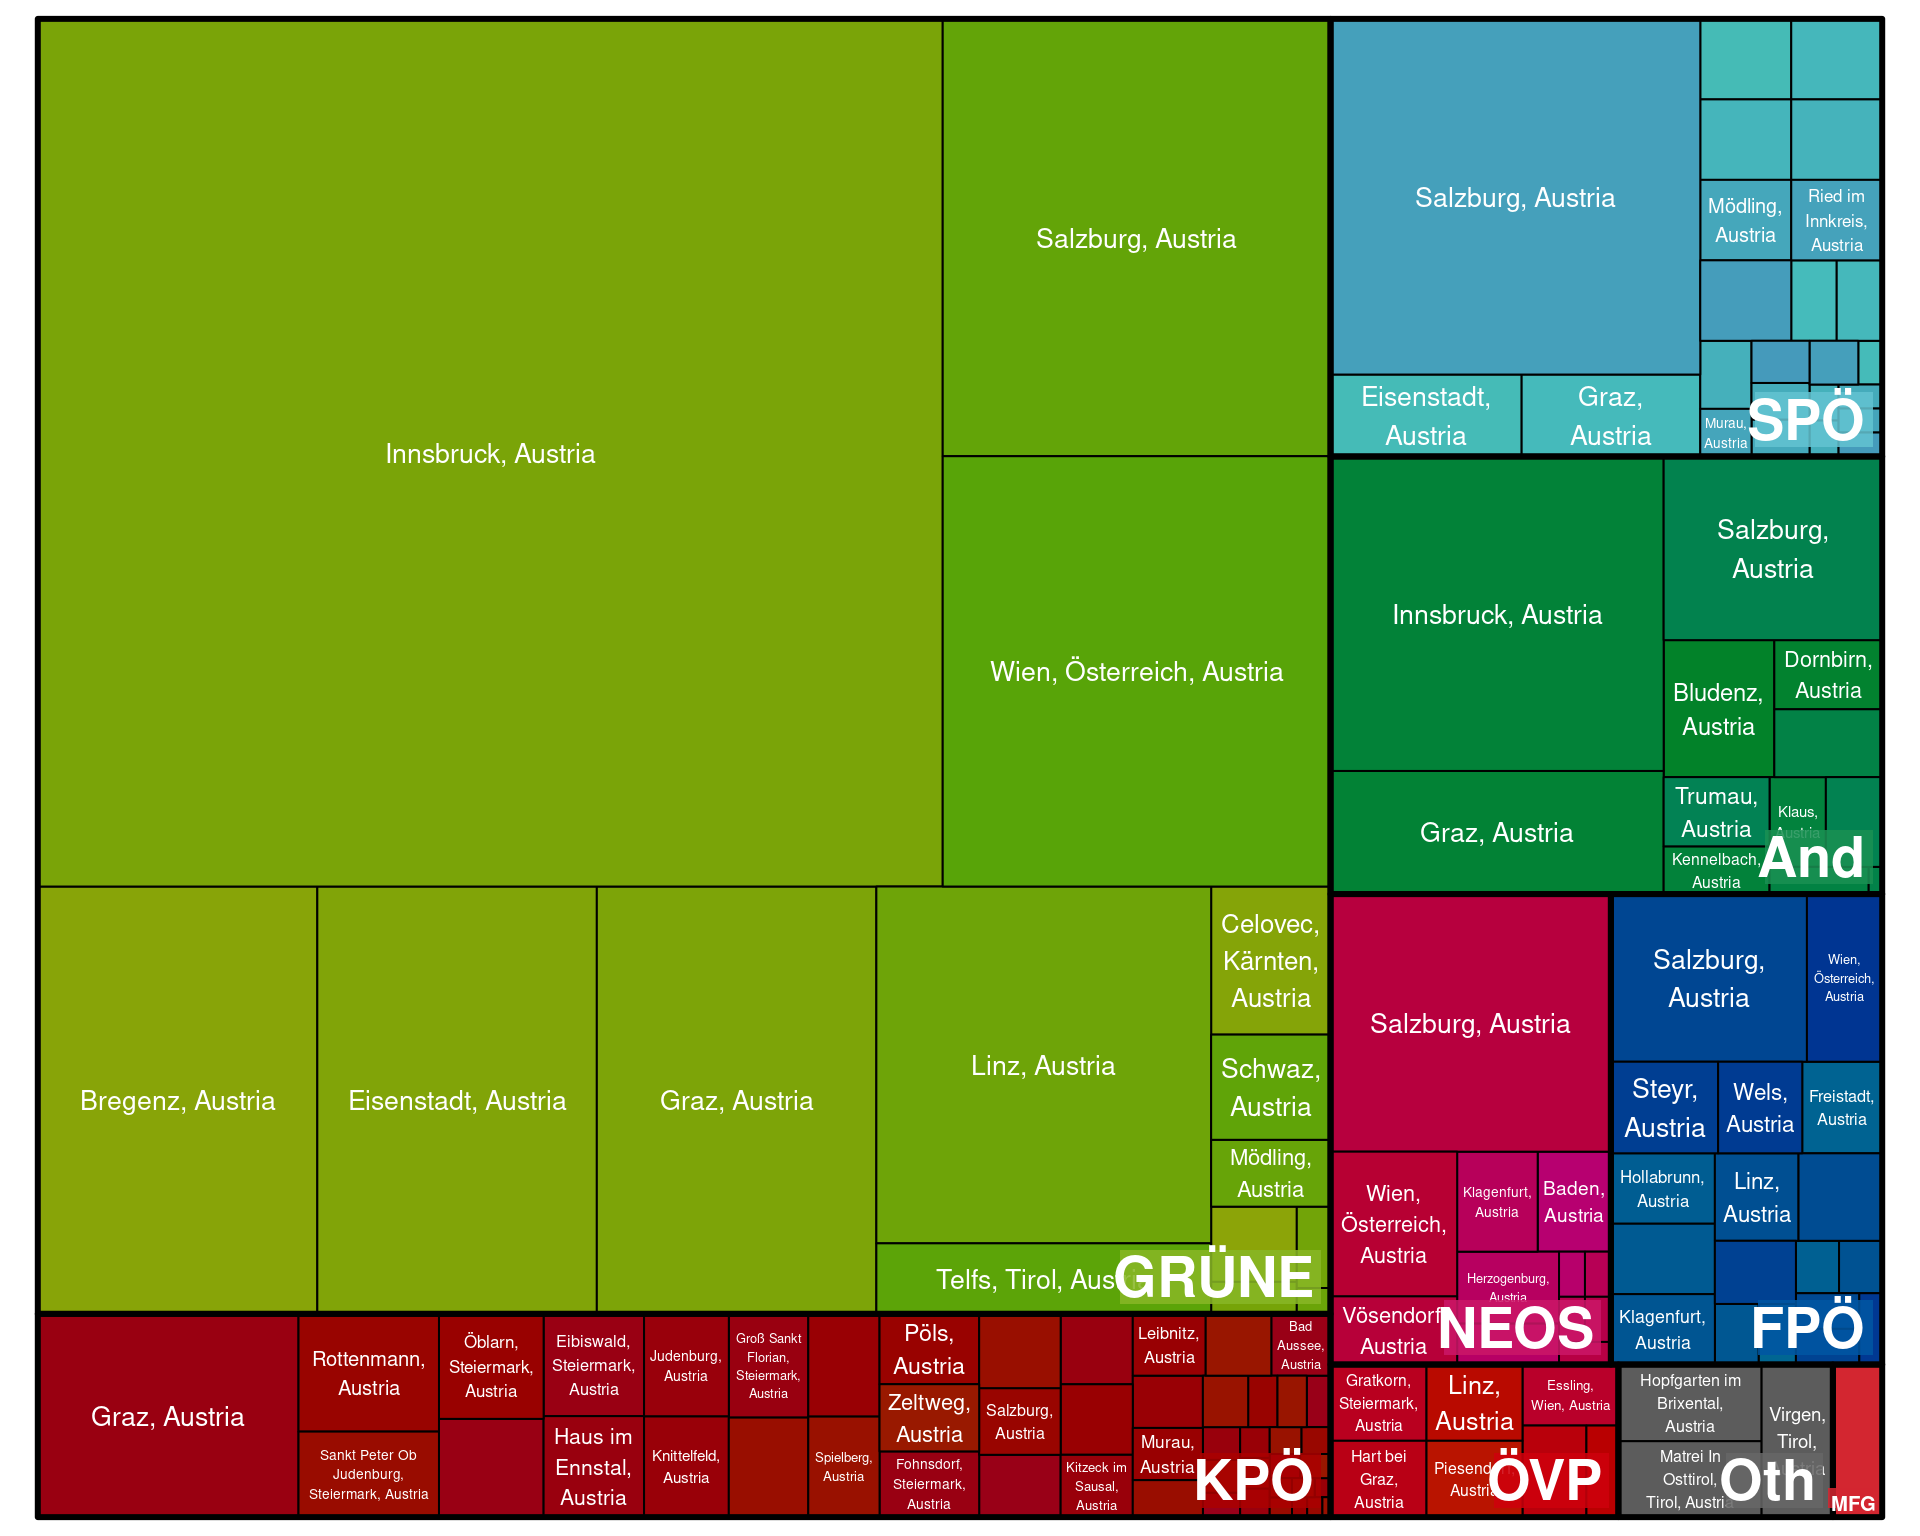 Innsbruck, Austria
Salzburg, Austria
Wien, Österreich, Austria
Bregenz, Austria
Eisenstadt, Austria
Graz, Austria
Linz, Austria
Celovec,
Kärnten,
Austria
Schwaz,
Austria
Mödling,
Austria
Telfs, Tirol, Aus
GRÜNE
Salzburg, Austria
Eisenstadt,
Austria
Graz,
Austria
Mödling,
Austria
Ried im
Innkreis,
Austria
Murau,
Austria
SPÖ
Innsbruck, Austria
Salzburg,
Austria
Graz, Austria
Bludenz,
Austria
Dornbirn,
Austria
Trumau,
Austria
Klaus,
Austria
Kennelbach,
Austria
And
Salzburg, Austria
Wien,
Österreich,
Austria
Klagenfurt,
Austria
Baden,
Austria
Herzogenburg,
Austria
Vösendorf,
Austria
NEOS
Salzburg,
Austria
Wien,
Österreich,
Austria
Steyr,
Austria
Wels,
Austria
Freistadt,
Austria
Hollabrunn,
Austria
Linz,
Austria
Klagenfurt,
Austria
FPÖ
Graz, Austria
Rottenmann,
Austria
Sankt Peter Ob
Judenburg,
Steiermark, Austria
Öblarn,
Steiermark,
Austria
Eibiswald,
Steiermark,
Austria
Haus im
Ennstal,
Austria
Judenburg,
Austria
Knittelfeld,
Austria
Groß Sankt
Florian,
Steiermark,
Austria
Spielberg,
Austria
Pöls,
Austria
Zeltweg,
Austria
Fohnsdorf,
Steiermark,
Austria
Salzburg,
Austria
Kitzeck im
Sausal,
Austria
Leibnitz,
Austria
Murau,
Austria
Bad
Aussee,
Austria
KPÖ
Gratkorn,
Steiermark,
Austria
Hart bei
Graz,
Austria
Linz,
Austria
Piesendorf,
Austria
Essling,
Wien, Austria
ÖVP
Hopfgarten im
Brixental,
Austria
Matrei In
Osttirol,
Tirol, Austria
Virgen,
Tirol,
Austria
Oth
MFG